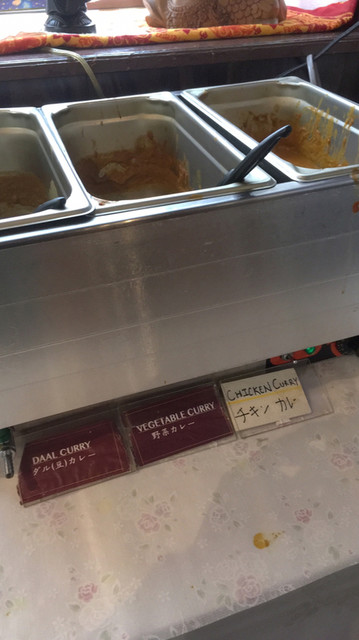 DAAL CURRY
ダル(豆)カレー
VEGETABLE CURRY
野菜カレー
CHICKEN CURRY
チキン カレー